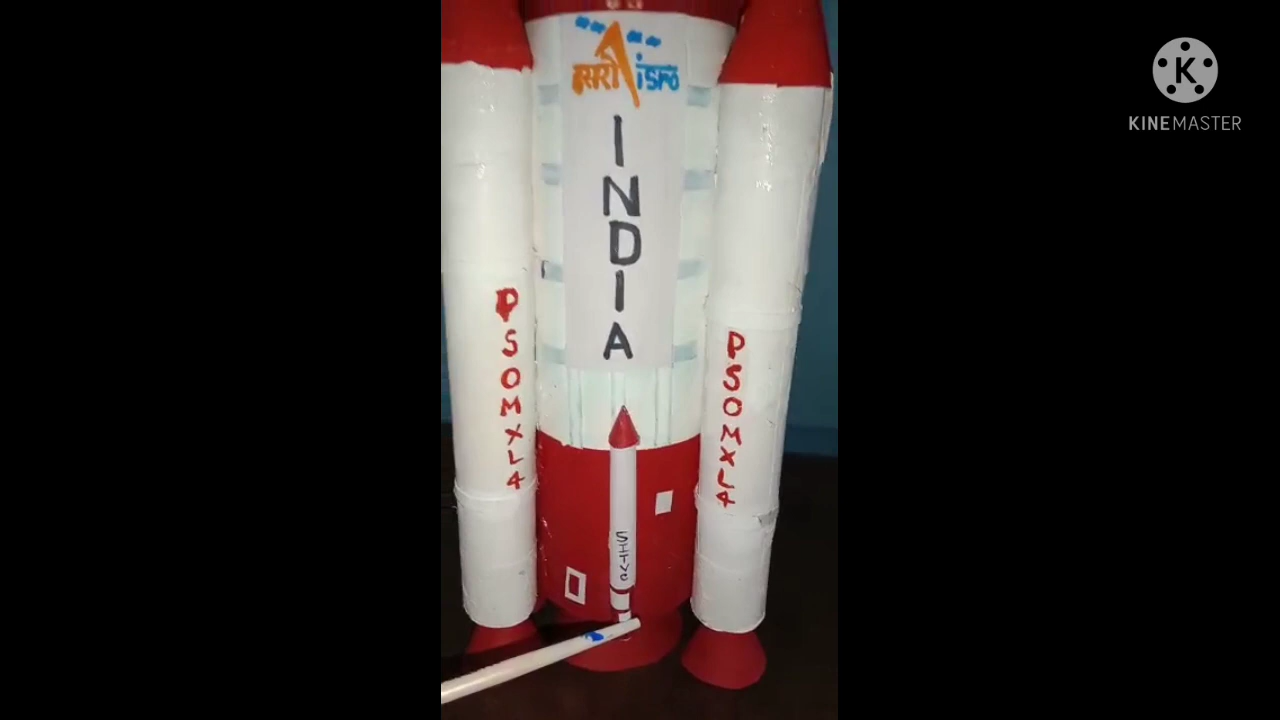 इसरो isro
INDIA
PSOMXL4
PSOMXL4
SITVC
KINEMASTER